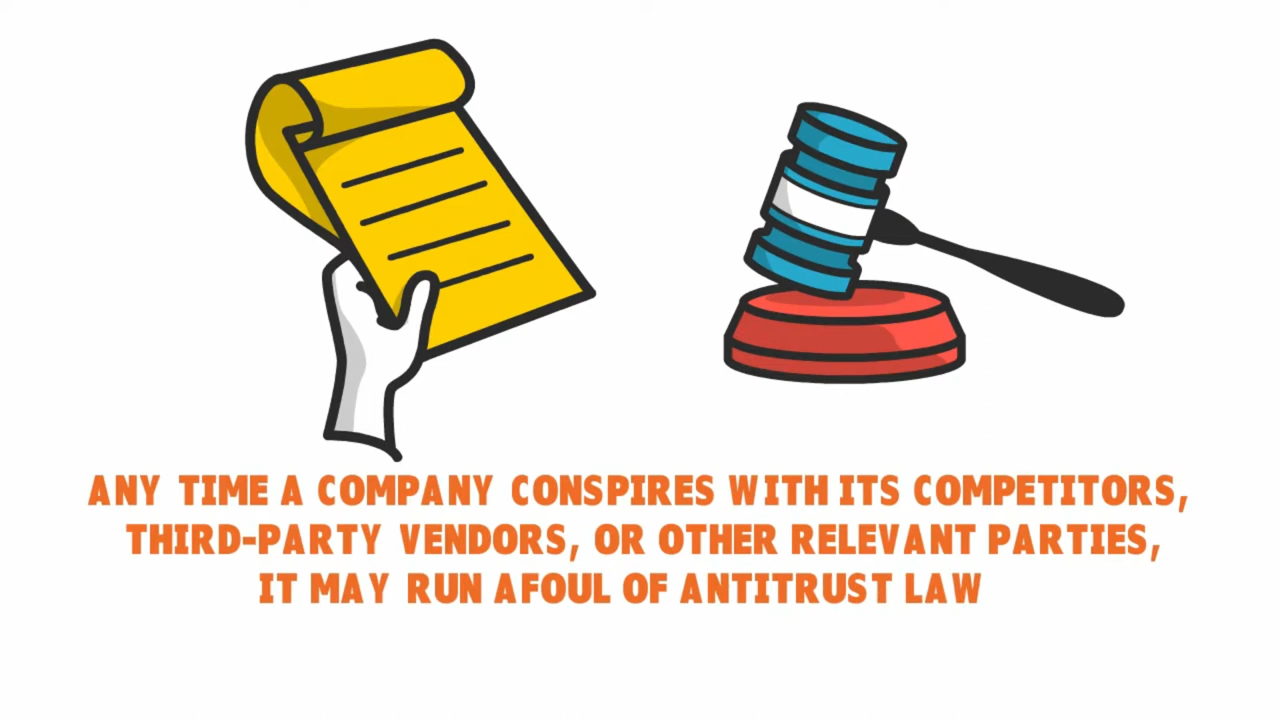 ANY TIME A COMPANY CONSPIRES WITH ITS COMPETITORS,
THIRD-PARTY VENDORS, OR OTHER RELEVANT PARTIES,
IT MAY RUN AFOUL OF ANTITRUST LAW